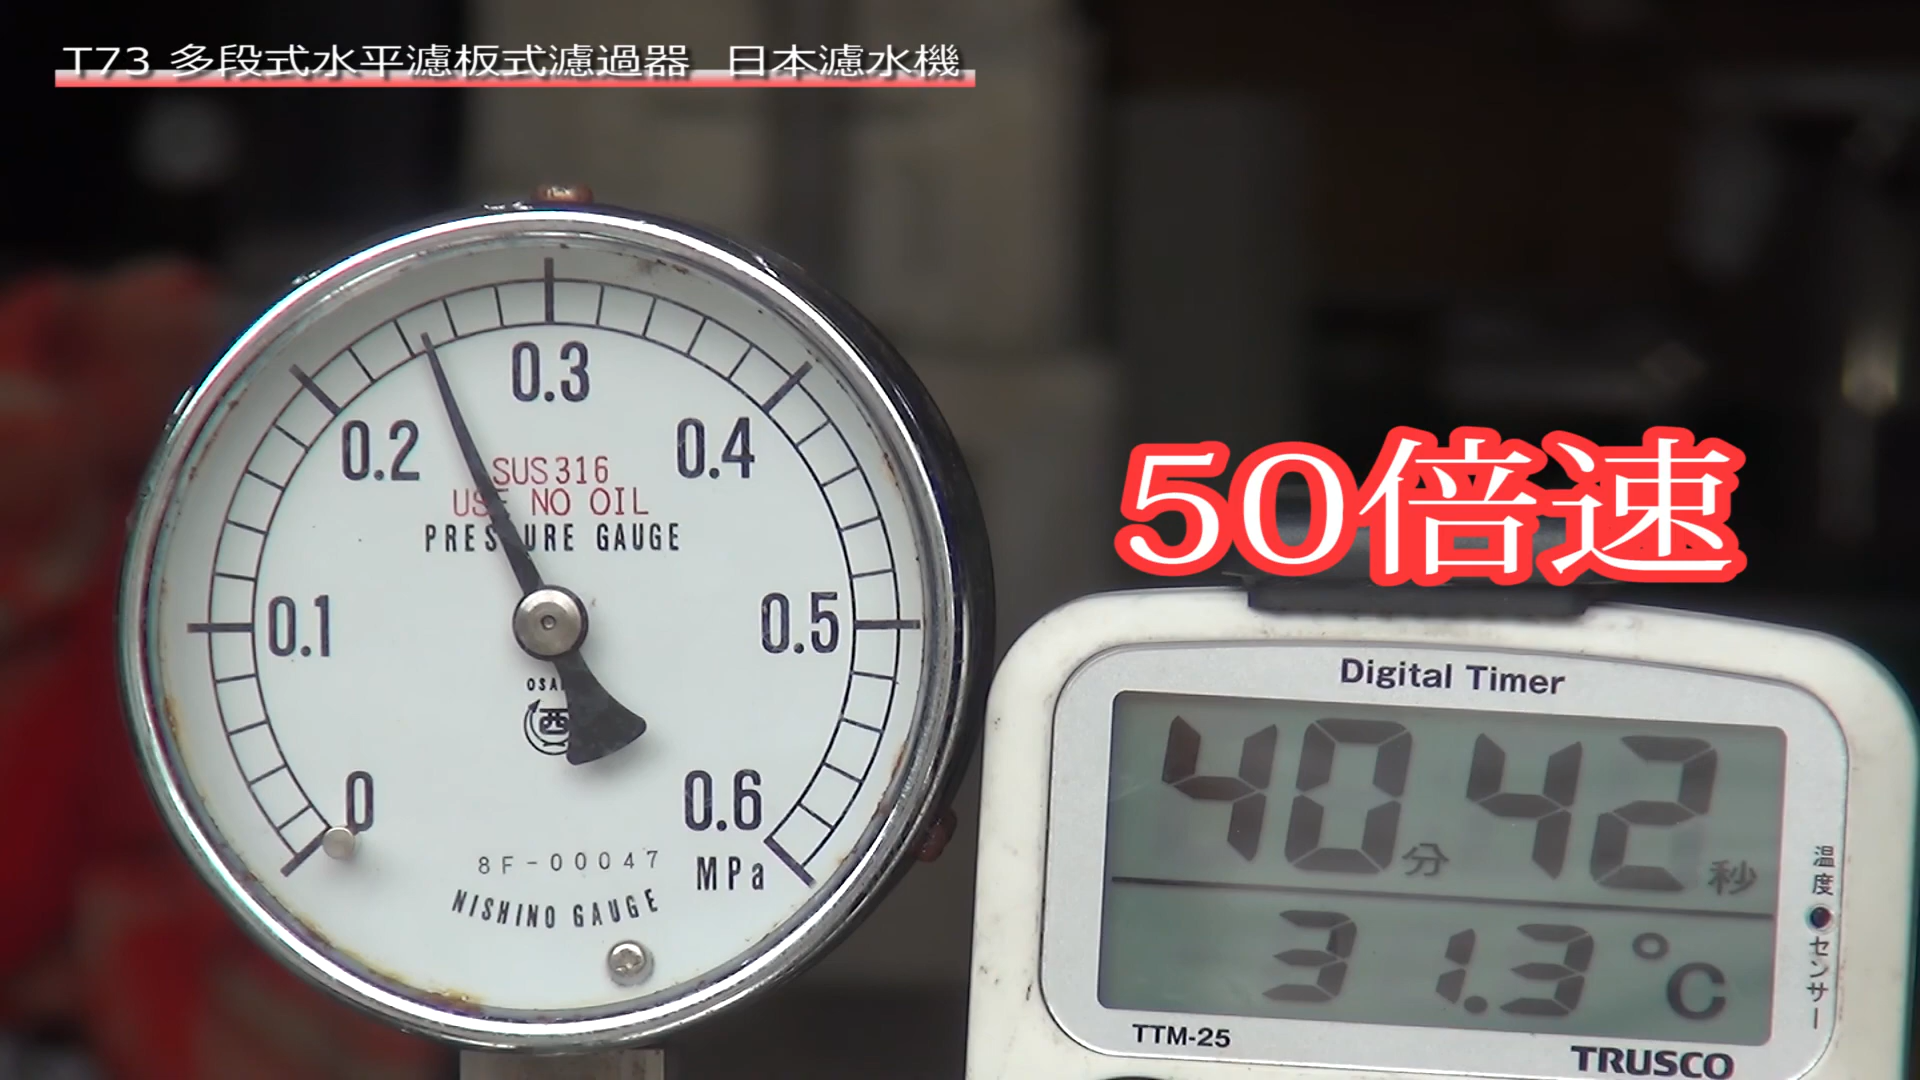 T73 多段式水平濾板式濾過器 日本濾水機
0.3
0.2
0.4
SUS316
USE NO OIL
PRESSURE GAUGE
0.1
0.5
0
0.6
8F-00047
MPa
NISHINO GAUGE
50倍速
Digital Timer
40分42秒
31.3°C
温度
センサー
TTM-25
TRUSCO